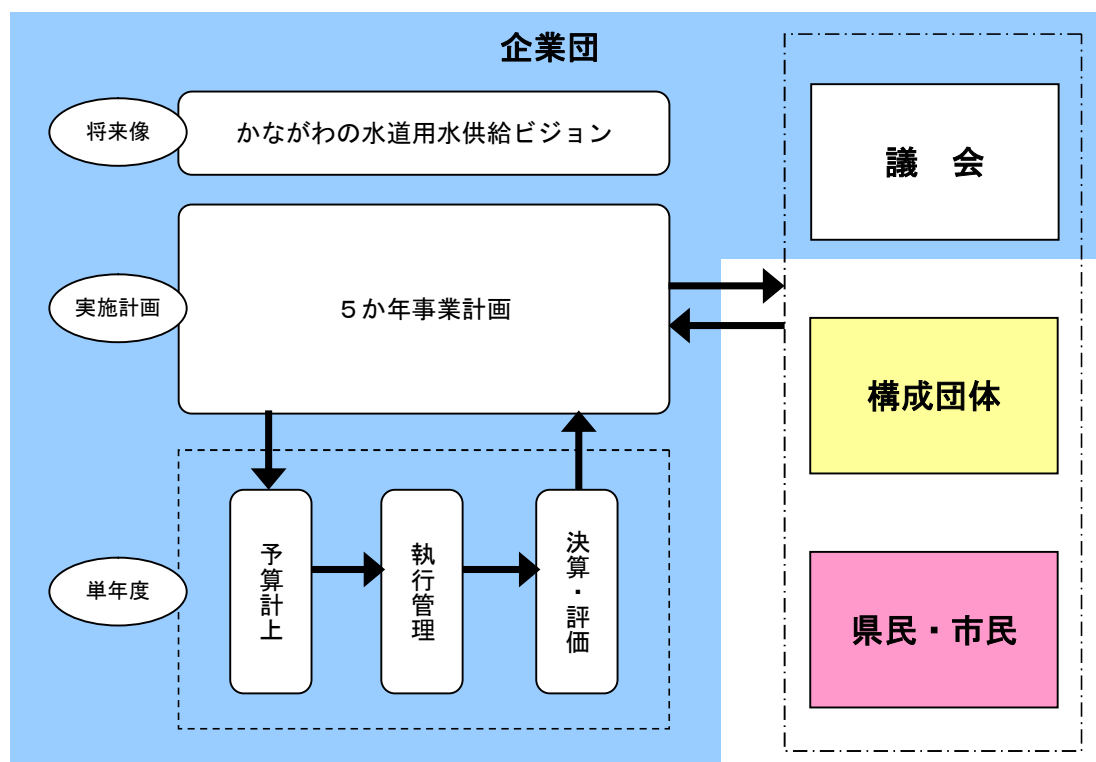 企業団
将来像
かながわの水道用水供給ビジョン
議　会
実施計画
５か年事業計画
構成団体
単年度
予算計上
執行管理
決算・評価
県民・市民